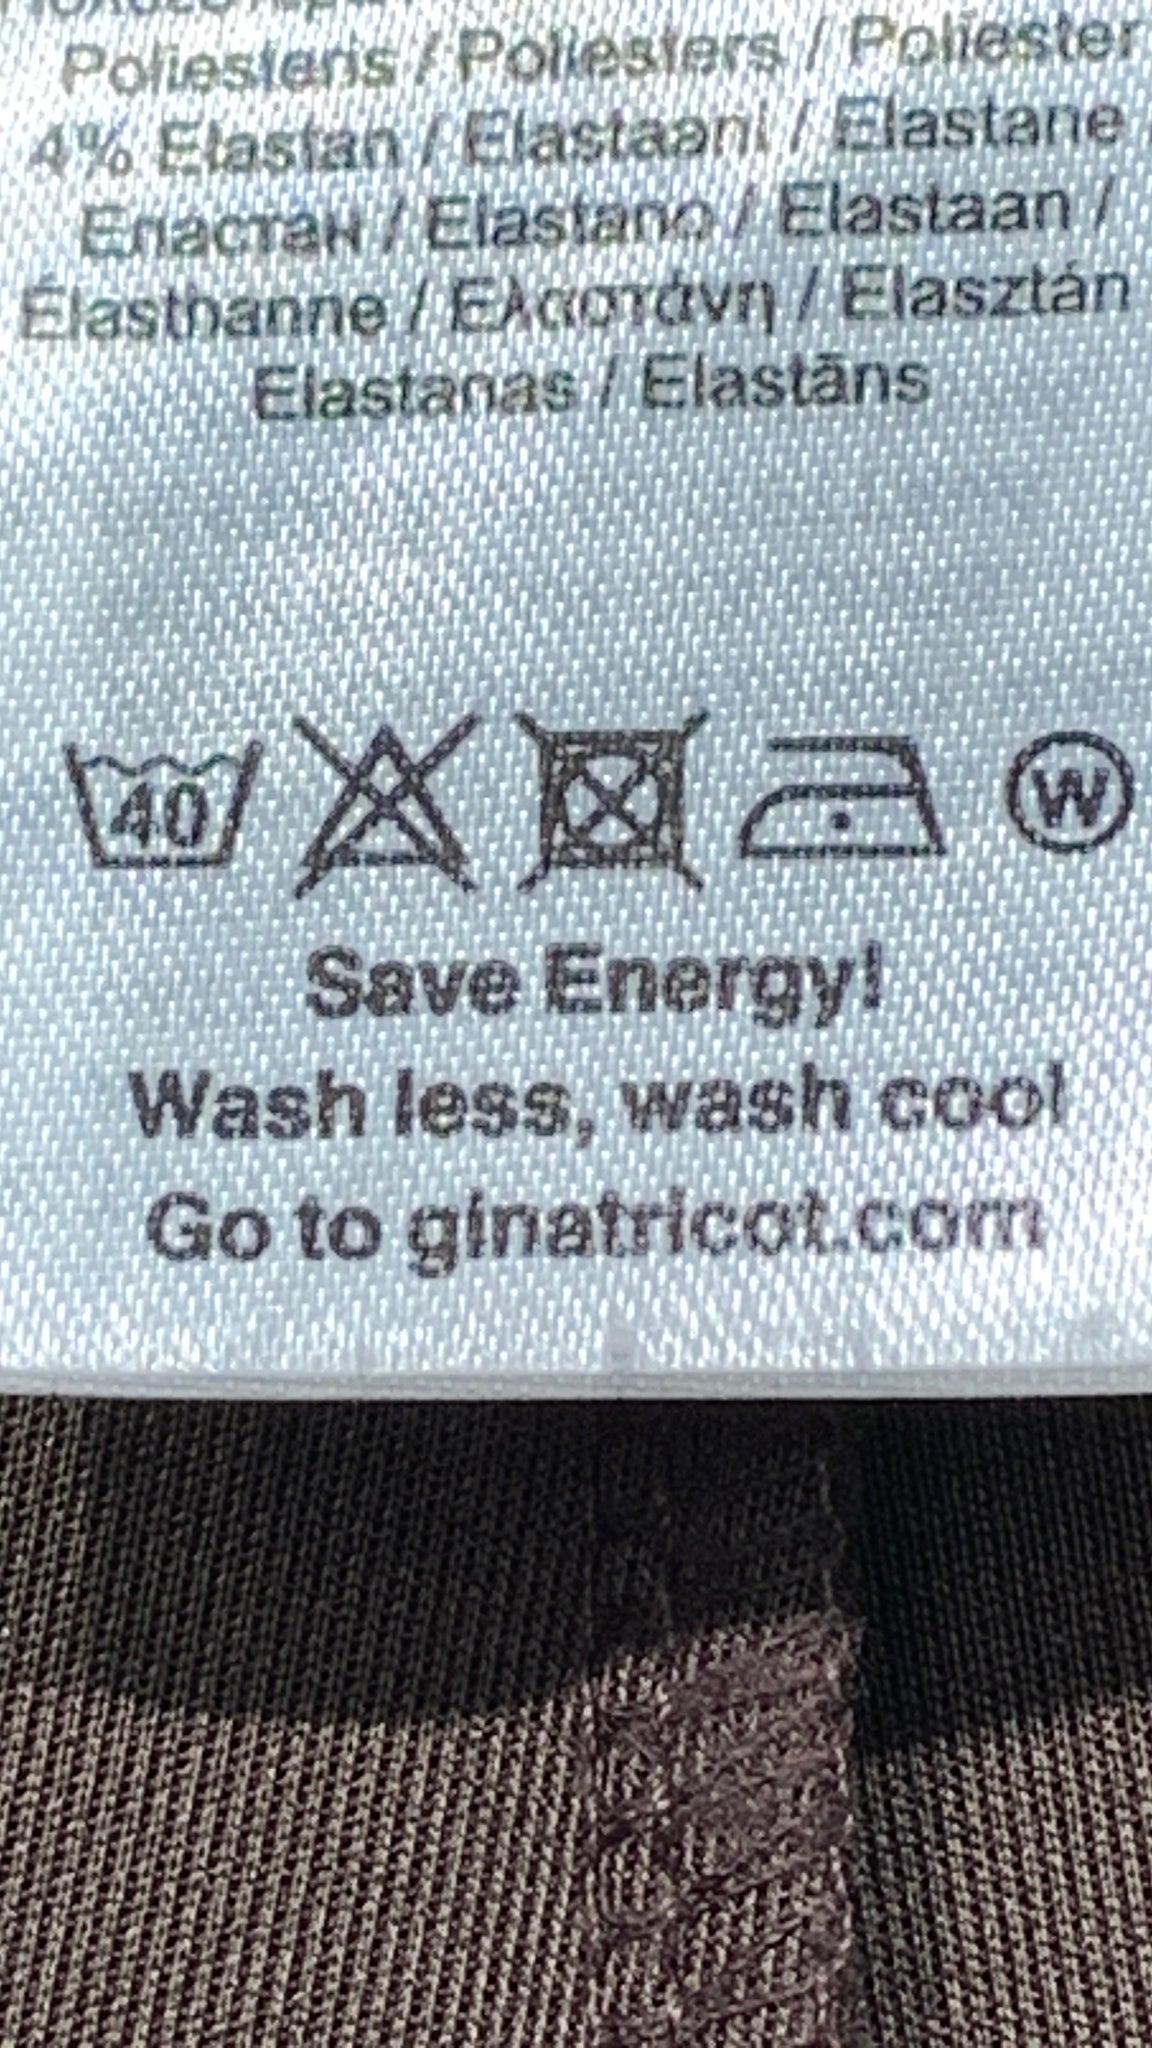 Poliesteris / Poliesters / Poliester
4% Elastan / Elastaani / Elastane
Еластан / Elastano / Elastaan /
Élasthanne / Ελαστάνη / Elasztán
Elastanas / Elastāns
40 W
Save Energy!
Wash less, wash cool
Go to ginatricot.com